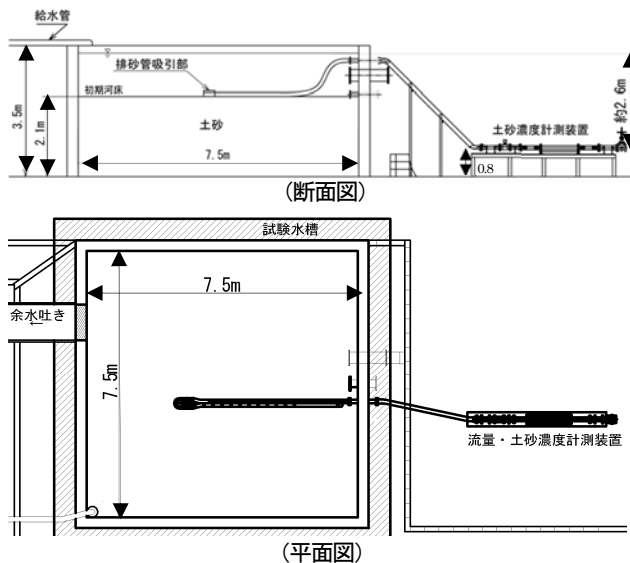 給水管
排砂管吸引部
初期河床
3.5m
2.1m
土砂
7.5m
土砂濃度計測装置
約2.6m
0.8
(断面図)
試験水槽
7.5m
余水吐き
←
7.5m
流量・土砂濃度計測装置
(平面図)